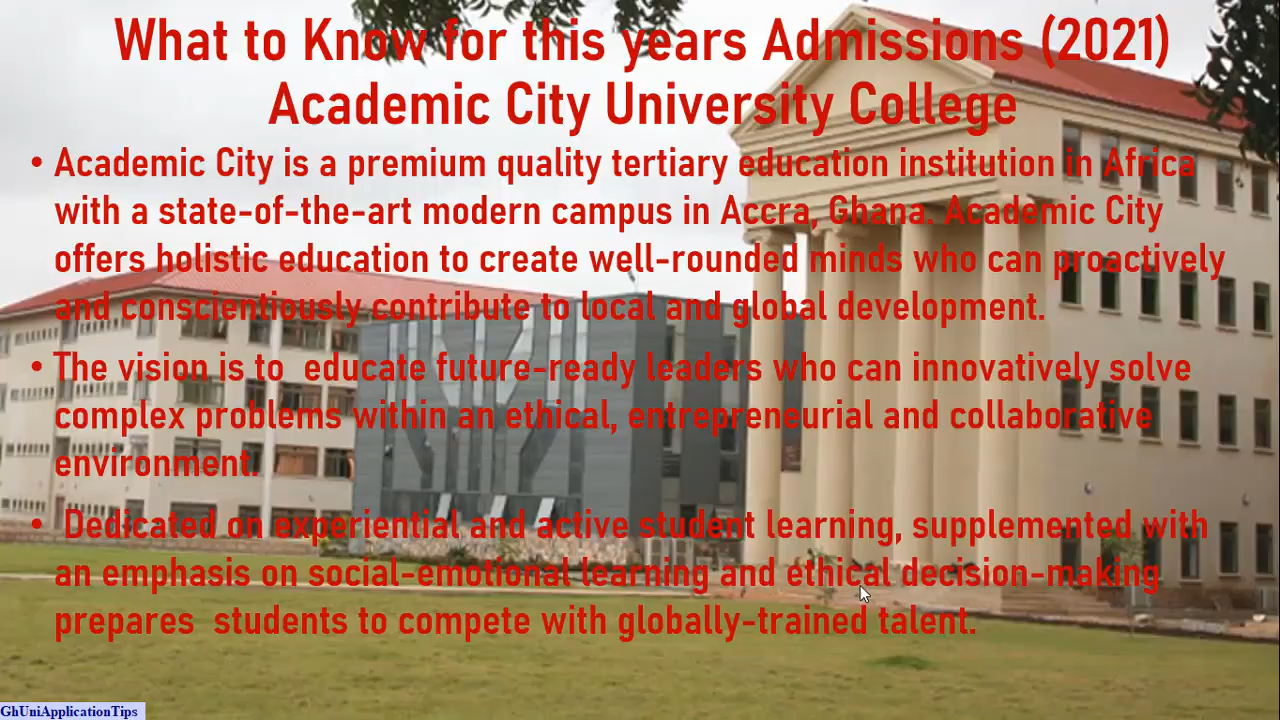 What to Know for this years Admissions (2021)
Academic City University College
• Academic City is a premium quality tertiary education institution in Africa
with a state-of-the-art modern campus in Accra, Ghana. Academic City
offers holistic education to create well-rounded minds who can proactively
and conscientiously contribute to local and global development.
• The vision is to  educate future-ready leaders who can innovatively solve
complex problems within an ethical, entrepreneurial and collaborative
environment.
•  Dedicated on experiential and active student learning, supplemented with
an emphasis on social-emotional learning and ethical decision-making
prepares  students to compete with globally-trained talent.
GhUniApplicationTips